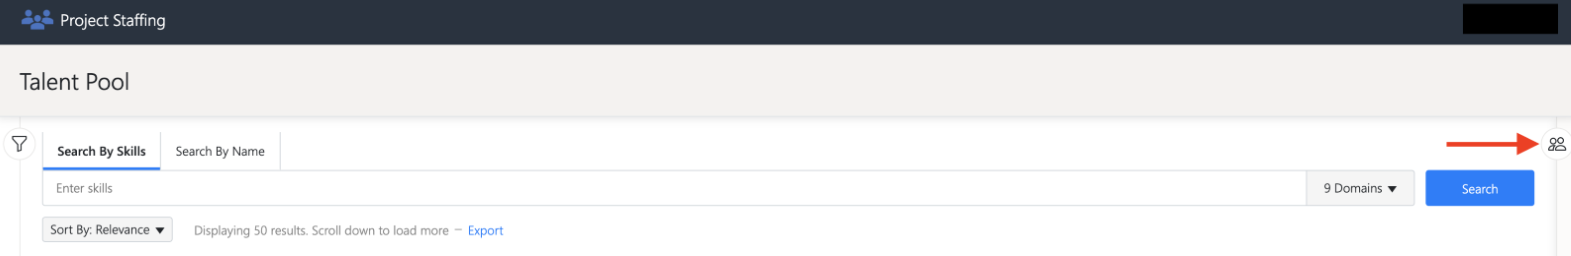 Project Staffing
Talent Pool
Search By Skills Search By Name
Enter skills 9 Domains Search
Sort By: Relevance Displaying 50 results. Scroll down to load more – Export